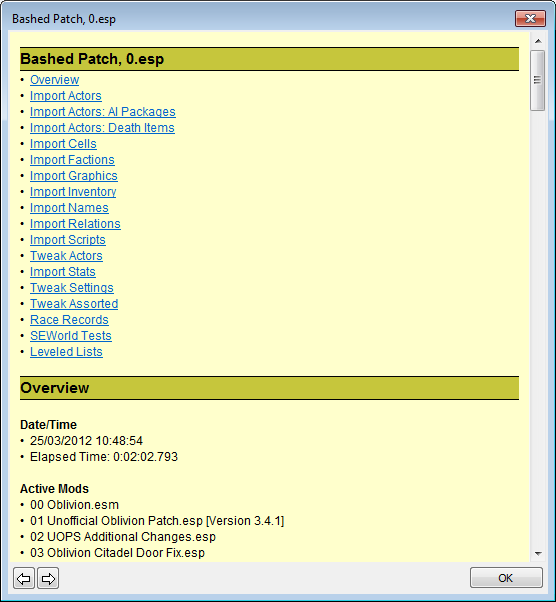 Bashed Patch, 0.esp
Bashed Patch, 0.esp
• Overview
• Import Actors
• Import Actors: AI Packages
• Import Actors: Death Items
• Import Cells
• Import Factions
• Import Graphics
• Import Inventory
• Import Names
• Import Relations
• Import Scripts
• Tweak Actors
• Import Stats
• Tweak Settings
• Tweak Assorted
• Race Records
• SEWorld Tests
• Leveled Lists
Overview
Date/Time
• 25/03/2012 10:48:54
• Elapsed Time: 0:02:02.793
Active Mods
• 00 Oblivion.esm
• 01 Unofficial Oblivion Patch.esp [Version 3.4.1]
• 02 UOPS Additional Changes.esp
• 03 Oblivion Citadel Door Fix.esp
OK